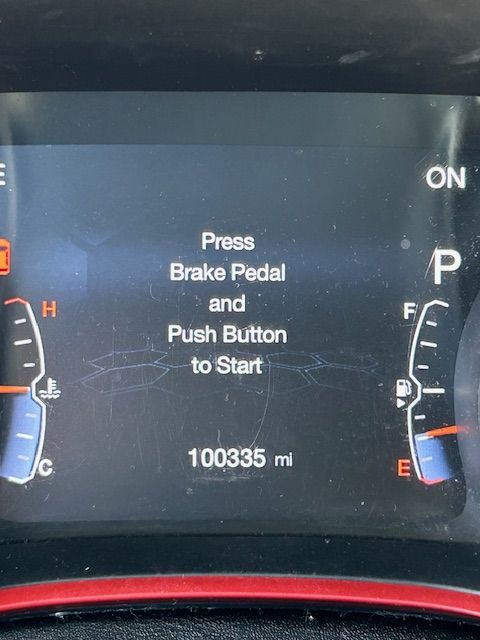 E
ON
Press
Brake Pedal
P
and
H
F
Push Button
to Start
100335 mi
C
E